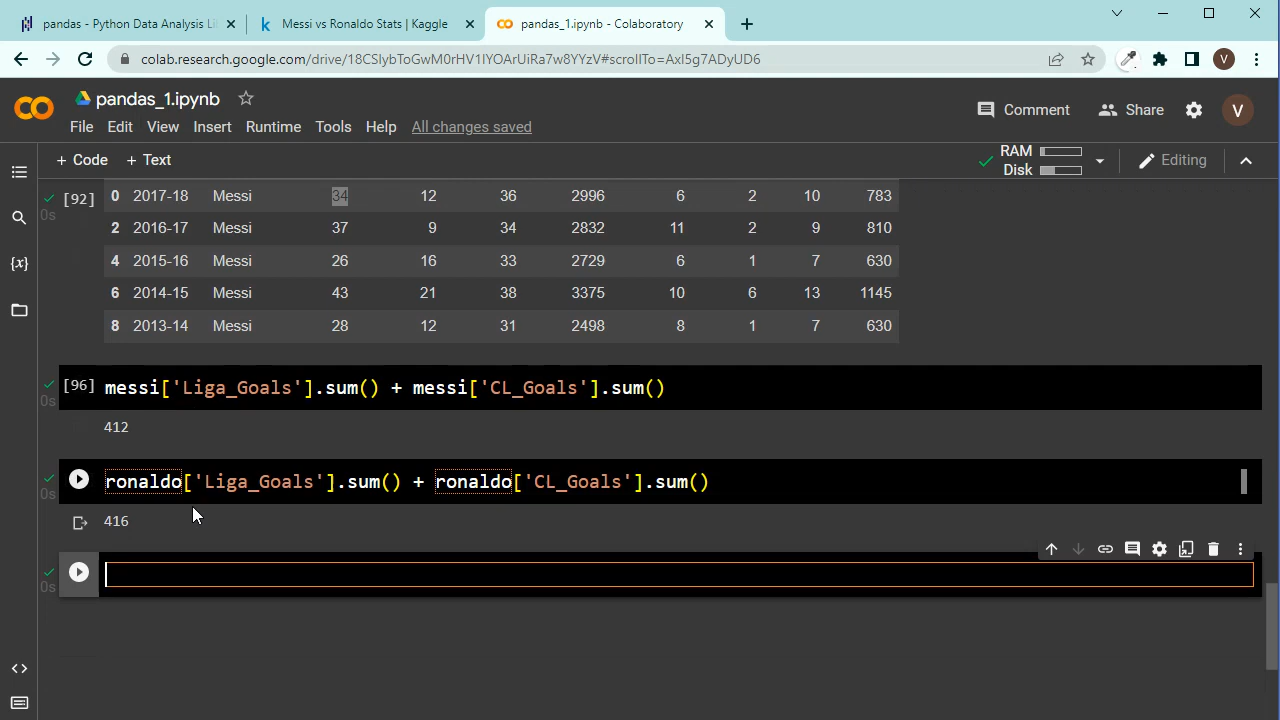 pandas - Python Data Analysis Li
Messi vs Ronaldo Stats | Kaggle
pandas_1.ipynb - Colaboratory
colab.research.google.com/drive/18CSlybToGwM0rHV1IYOArUiRa7w8YYzV#scrollTo=AxI5g7ADyUD6
V
pandas_1.ipynb
Comment
Share
V
File Edit View Insert Runtime Tools Help All changes saved
+ Code + Text
RAM
Disk
Editing
[92]
0s
0 2017-18 Messi 34 12 36 2996 6 2 10 783
2 2016-17 Messi 37 9 34 2832 11 2 9 810
4 2015-16 Messi 26 16 33 2729 6 1 7 630
6 2014-15 Messi 43 21 38 3375 10 6 13 1145
8 2013-14 Messi 28 12 31 2498 8 1 7 630
[96] messi['Liga_Goals'].sum() + messi['CL_Goals'].sum()
0s
412
ronaldo['Liga_Goals'].sum() + ronaldo['CL_Goals'].sum()
0s
416
0s